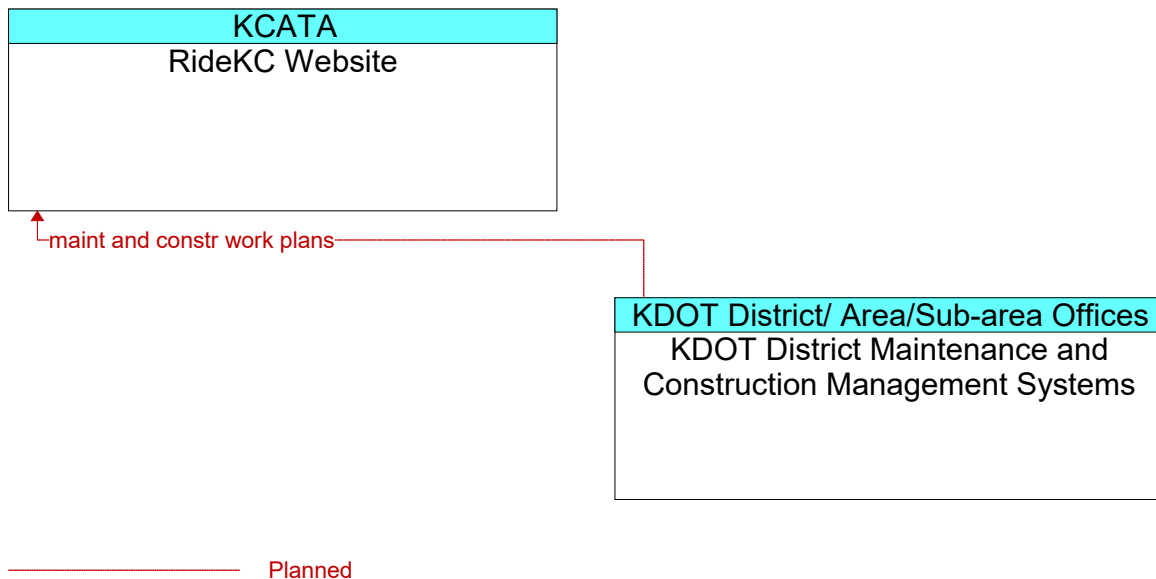 KCATA
RideKC Website
maint and constr work plans
KDOT District/ Area/Sub-area Offices
KDOT District Maintenance and
Construction Management Systems
Planned